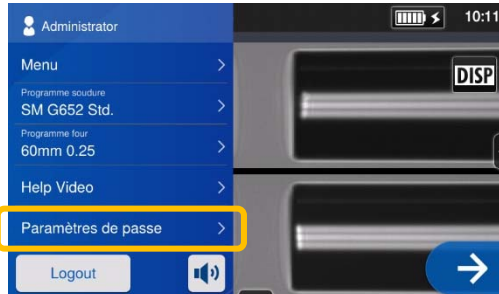 Administrator
10:11
Menu
DISP
Programme soudure
SM G652 Std.
Programme four
60mm 0.25
Help Video
Paramètres de passe
Logout